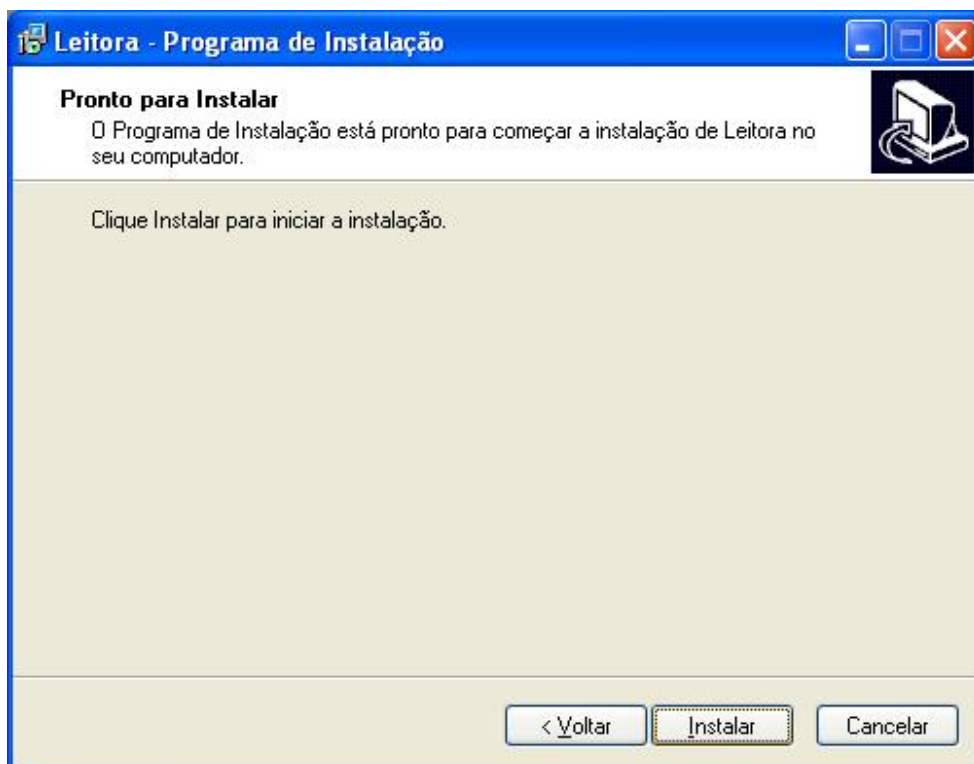 Leitora - Programa de Instalação
Pronto para Instalar
O Programa de Instalação está pronto para começar a instalação de Leitora no
seu computador.
Clique Instalar para iniciar a instalação.
< Voltar
Instalar
Cancelar